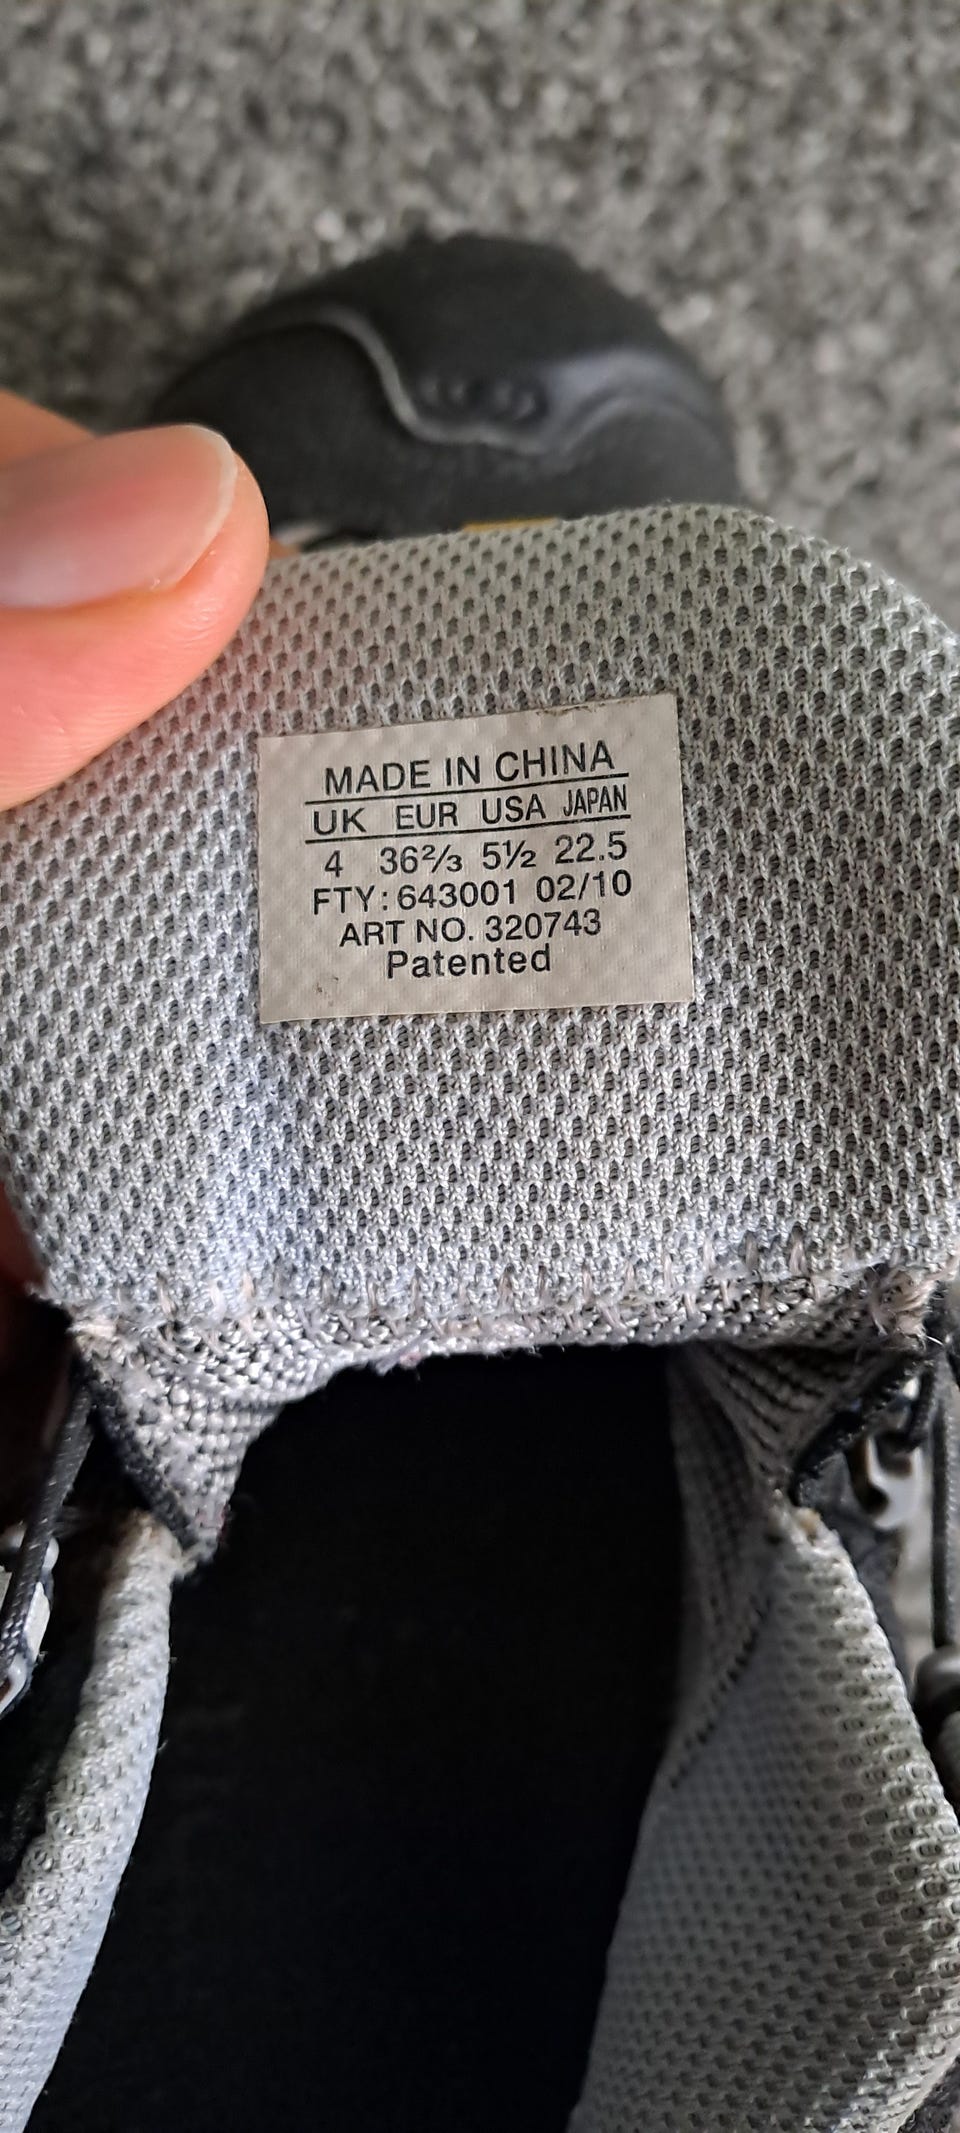 MADE IN CHINA
UK EUR USA JAPAN
4 36⅔ 5½ 22.5
FTY: 643001 02/10
ART NO. 320743
Patented